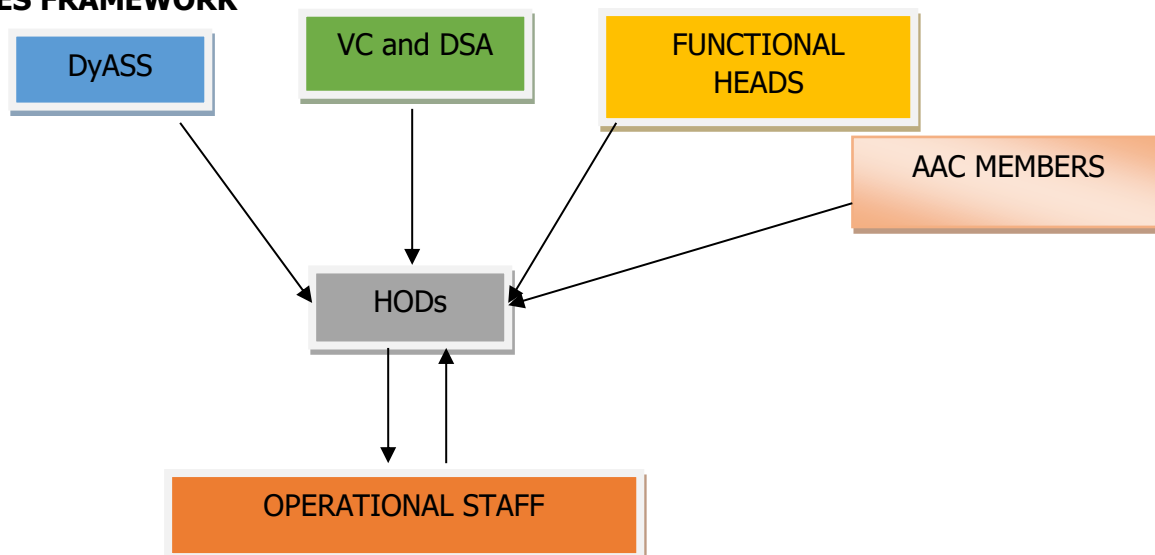 ES FRAMEWORK
DyASS
VC and DSA
FUNCTIONAL
HEADS
AAC MEMBERS
HODs
OPERATIONAL STAFF